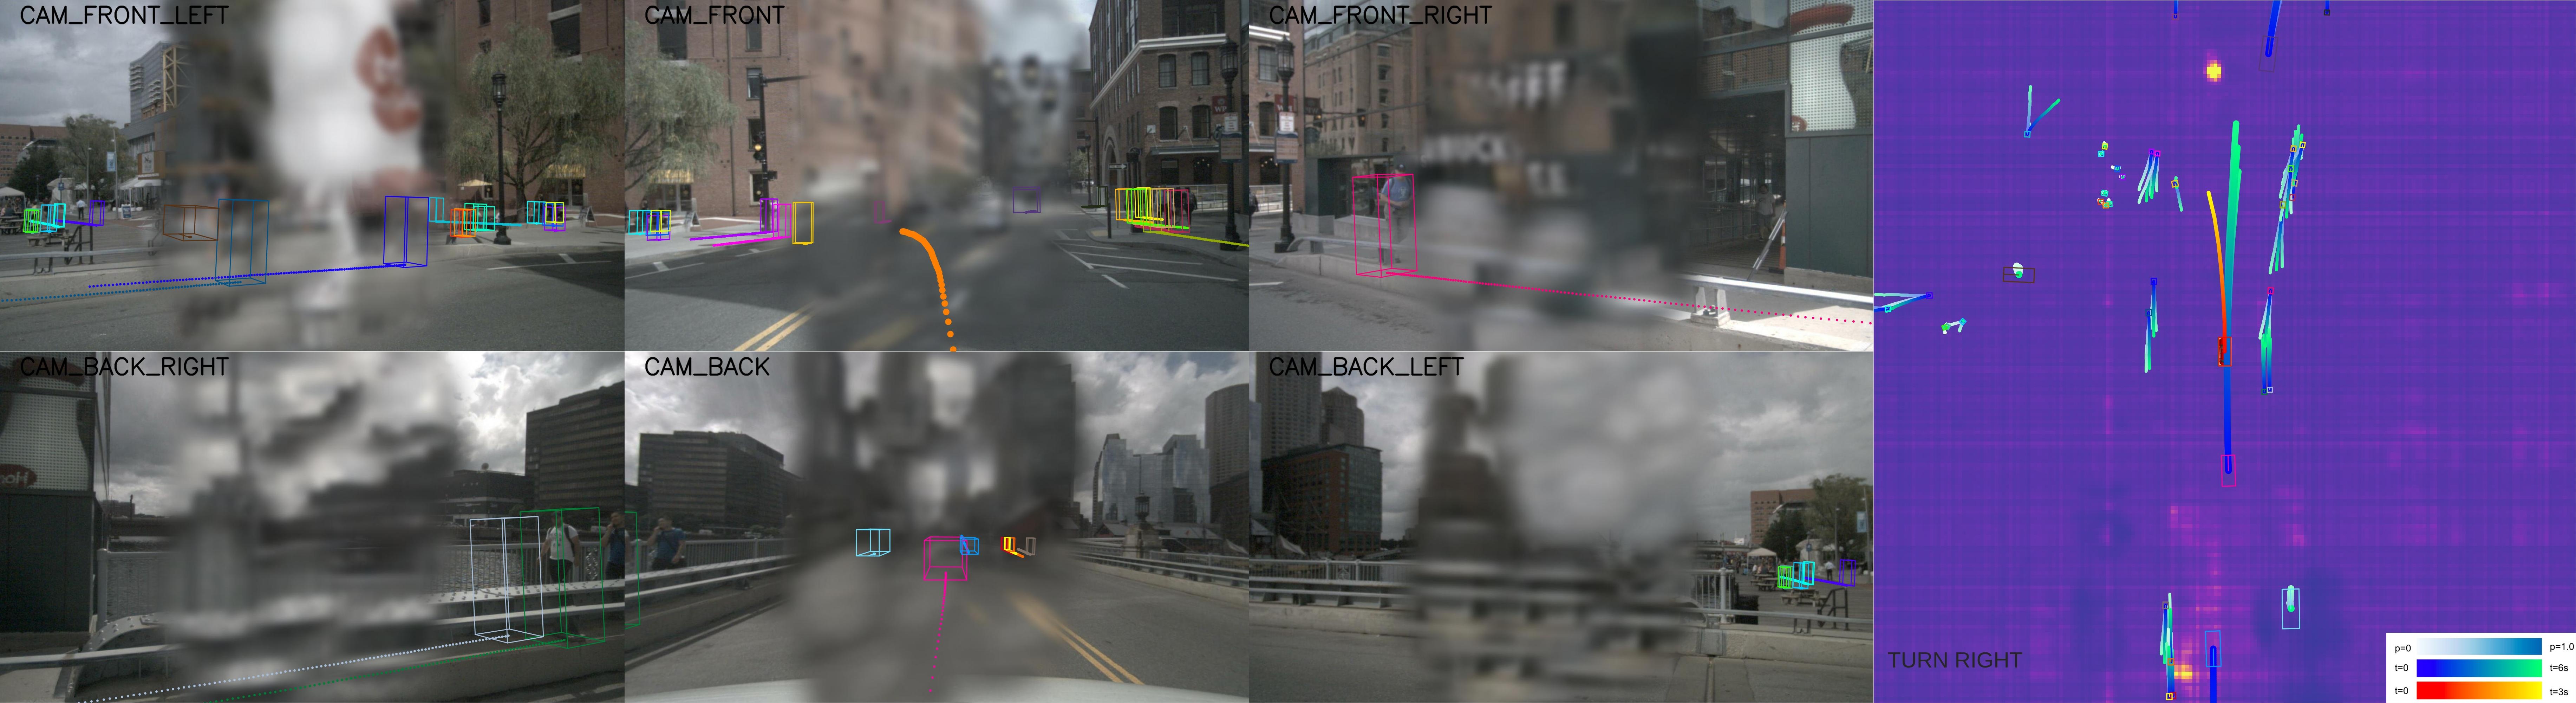 CAM_FRONT_LEFT
CAM_FRONT
CAM_FRONT_RIGHT
CAM_BACK_RIGHT
CAM_BACK
CAM_BACK_LEFT
TURN RIGHT
p=0 p=1.0
t=0 t=6s
t=0 t=3s